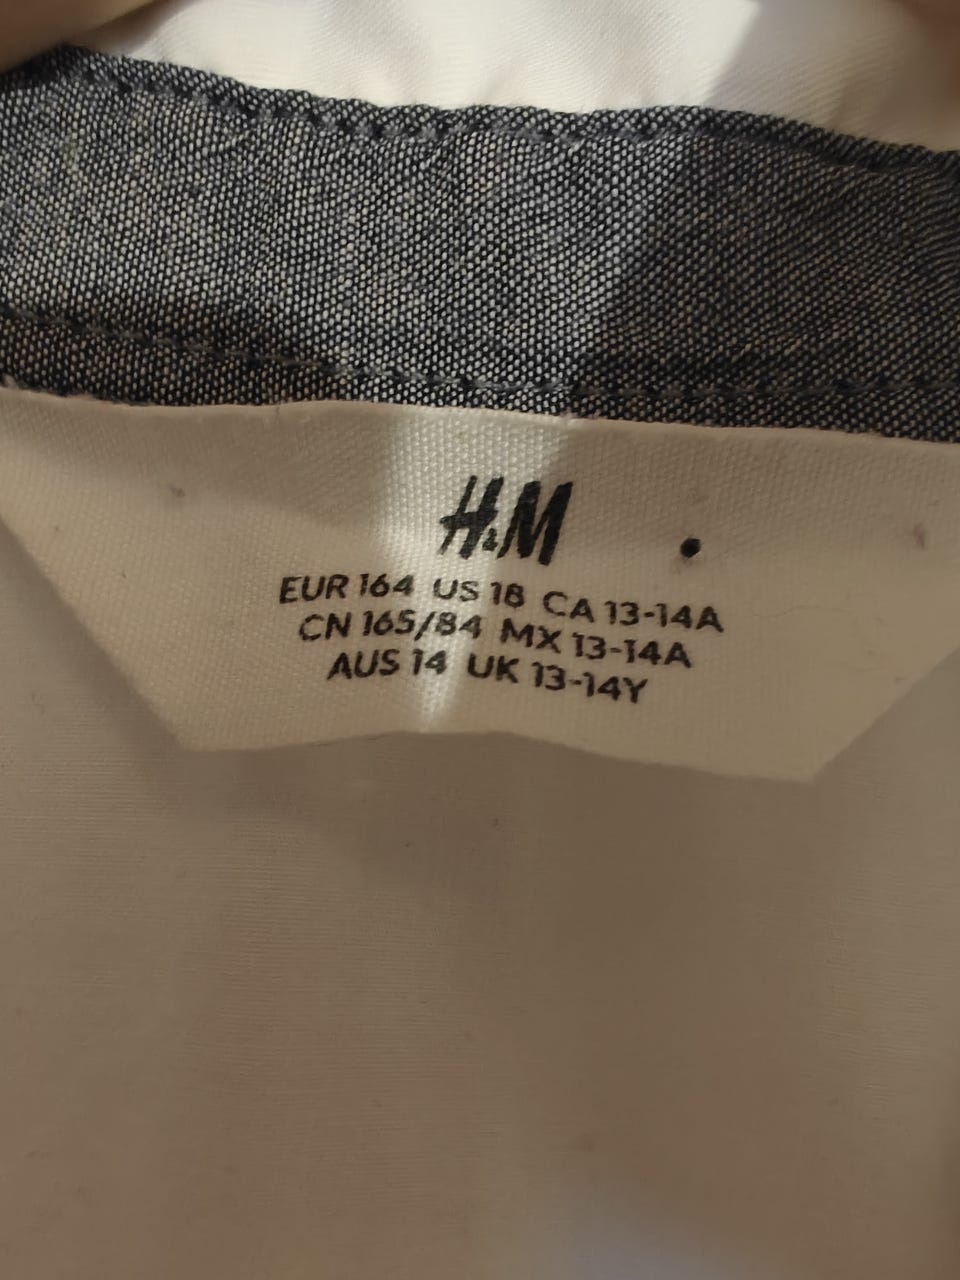 H&M
EUR 164 US 18 CA 13-14A
CN 165/84 MX 13-14A
AUS 14 UK 13-14Y